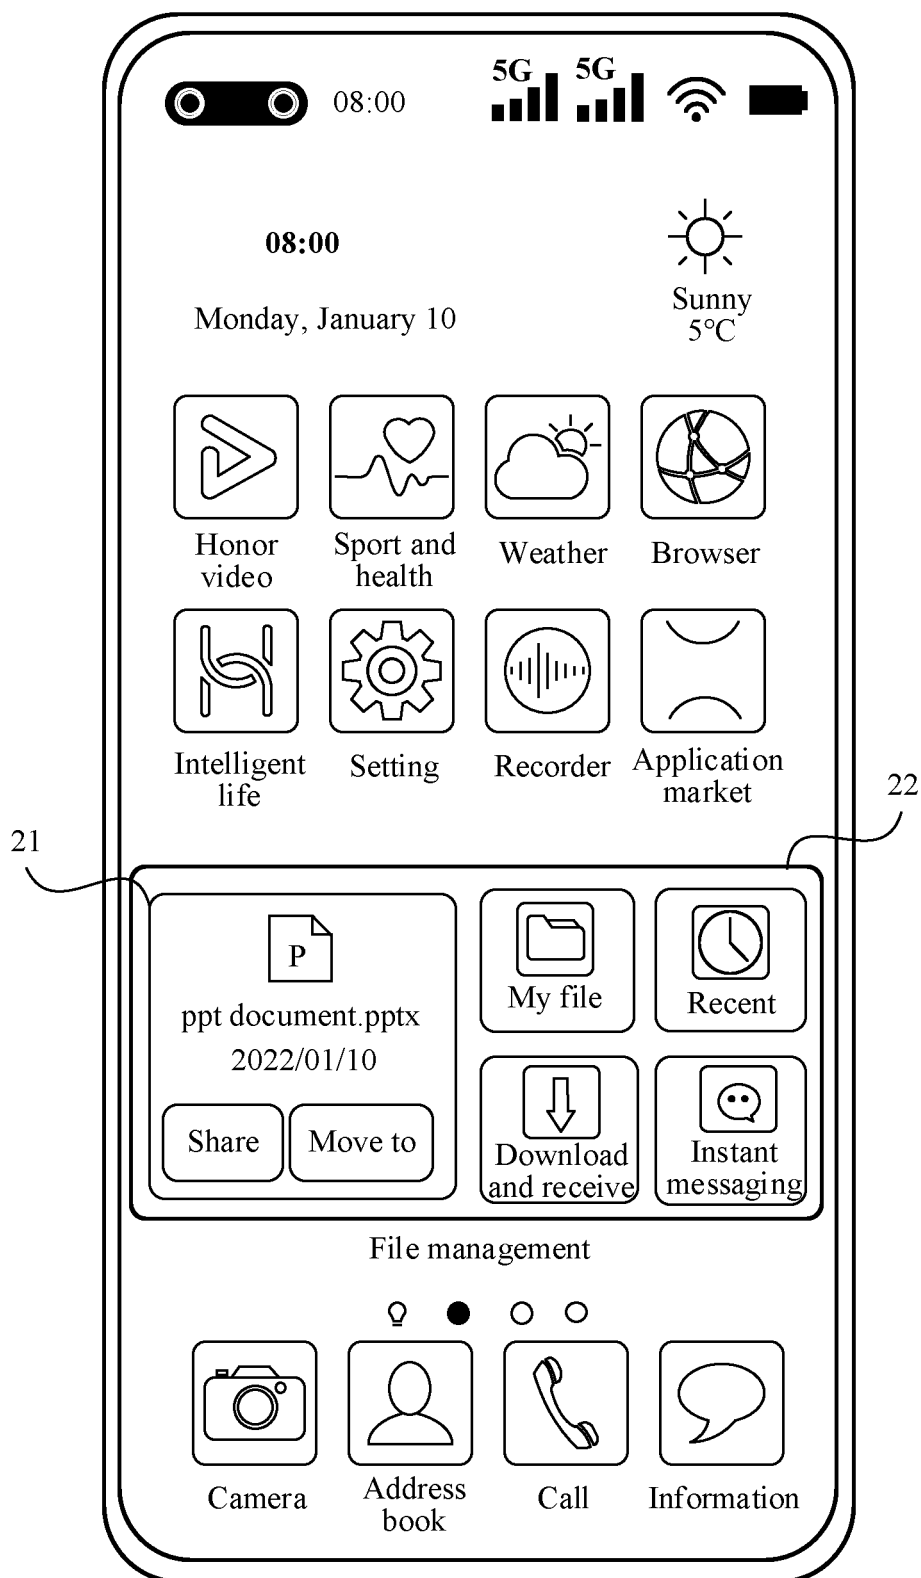 5G 5G
08:00
08:00
Sunny
5°C
Monday, January 10
Honor
video
Sport and
health
Weather
Browser
Intelligent
life
Setting
Recorder
Application
market
22
21
P
ppt document.pptx
2022/01/10
Share
Move to
My file
Recent
Download
and receive
Instant
messaging
File management
Camera
Address
book
Call
Information